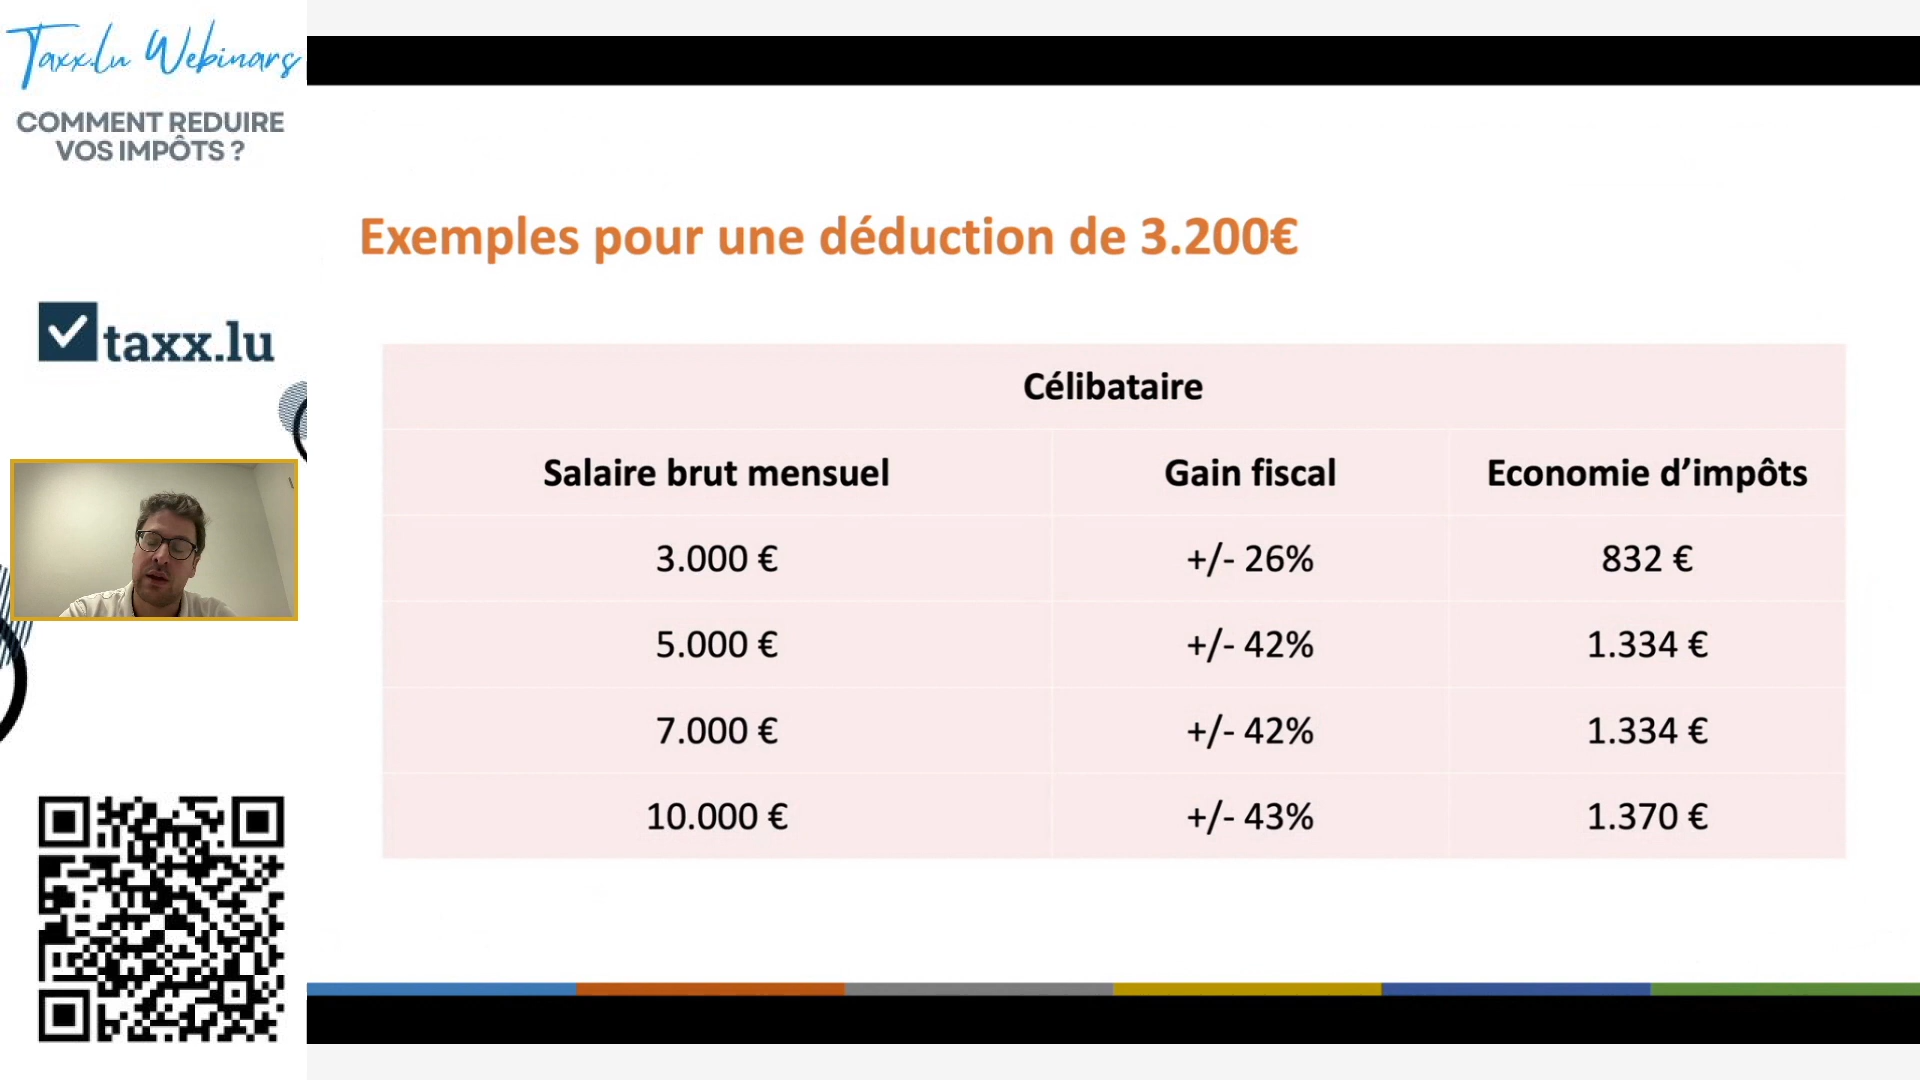 Taxx.lu Webinars
COMMENT REDUIRE
VOS IMPÔTS ?
taxx.lu
Exemples pour une déduction de 3.200€
Célibataire
Salaire brut mensuel Gain fiscal Economie d’impôts
3.000 € +/- 26% 832 €
5.000 € +/- 42% 1.334 €
7.000 € +/- 42% 1.334 €
10.000 € +/- 43% 1.370 €